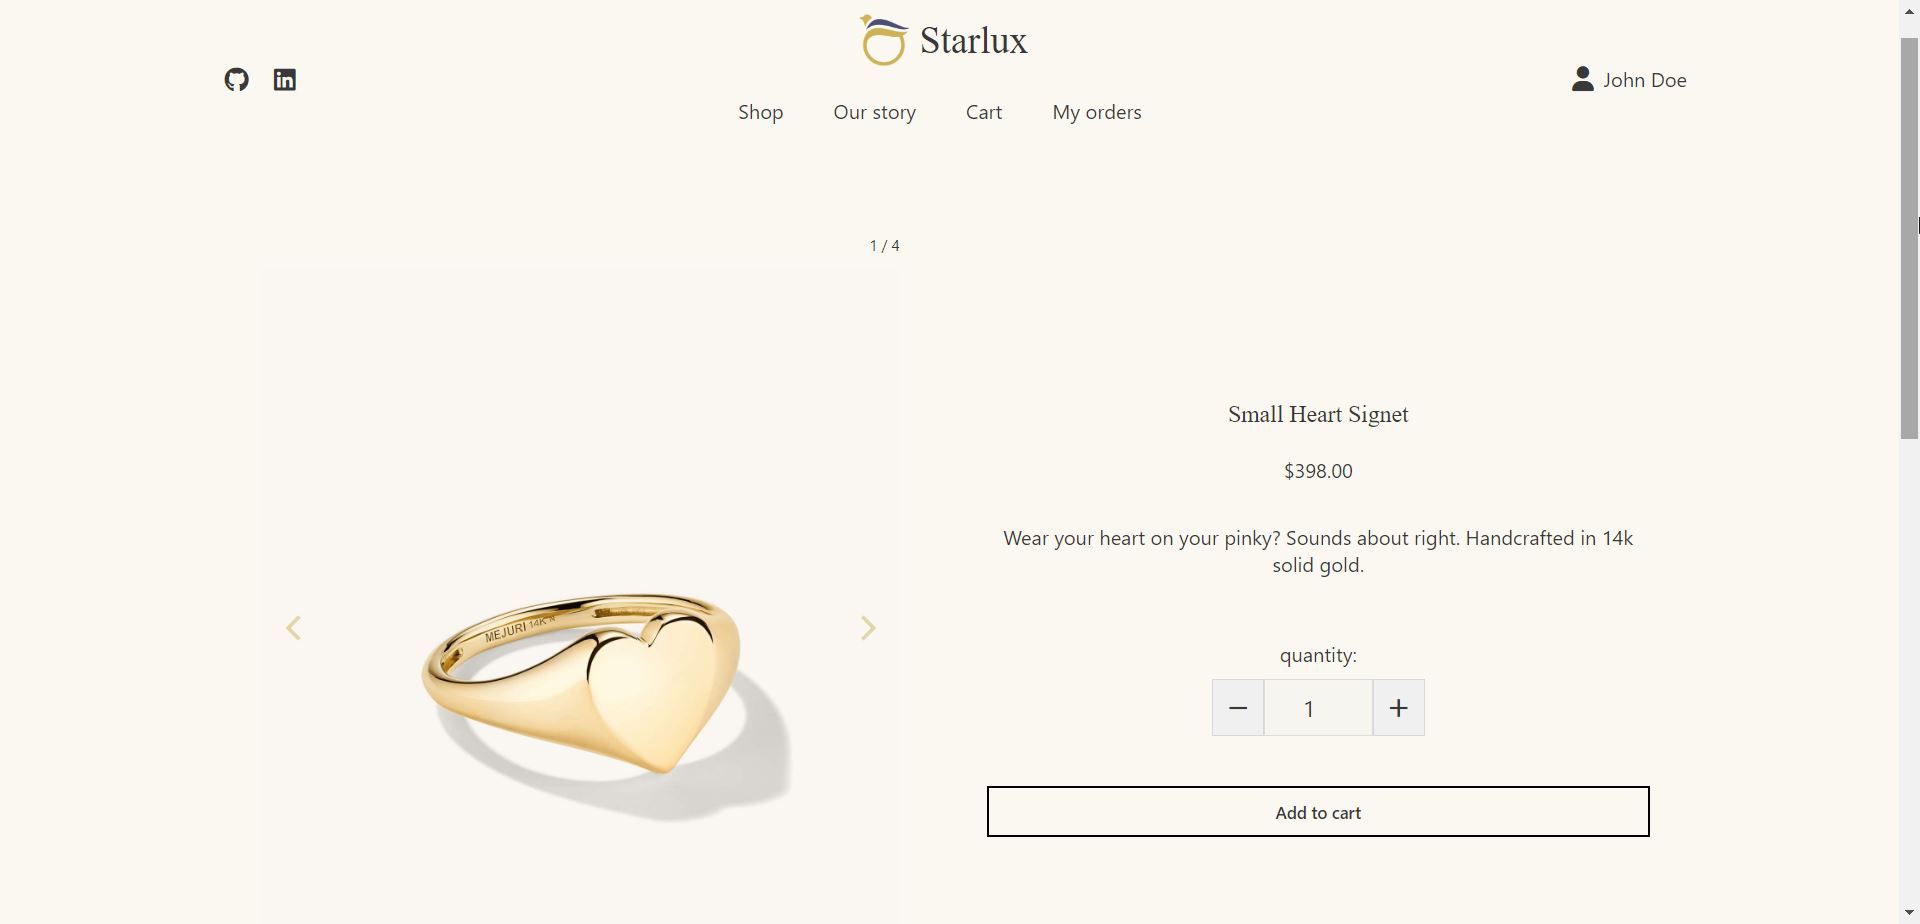 Starlux
John Doe
Shop
Our story
Cart
My orders
1 / 4
MEJURI 14K
Small Heart Signet
$398.00
Wear your heart on your pinky? Sounds about right. Handcrafted in 14k
solid gold.
quantity:
1
Add to cart